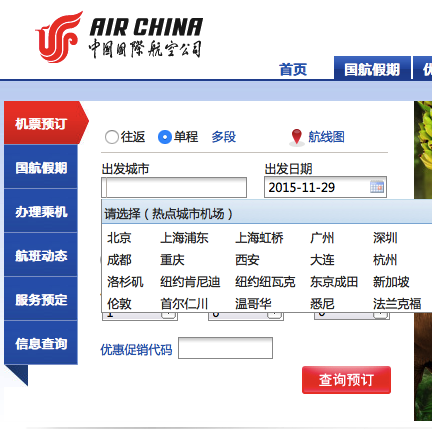 AIR CHINA
中国国际航空公司
首页
国航假期
机票预订
国航假期
办理乘机
航班动态
服务预定
信息查询
往返 单程 多段 航线图
出发城市 出发日期
2015-11-29
请选择（热点城市机场）
北京 上海浦东 上海虹桥 广州 深圳
成都 重庆 西安 大连 杭州
洛杉矶 纽约肯尼迪 纽约纽瓦克 东京成田 新加坡
伦敦 首尔仁川 温哥华 悉尼 法兰克福
优惠促销代码
查询预订